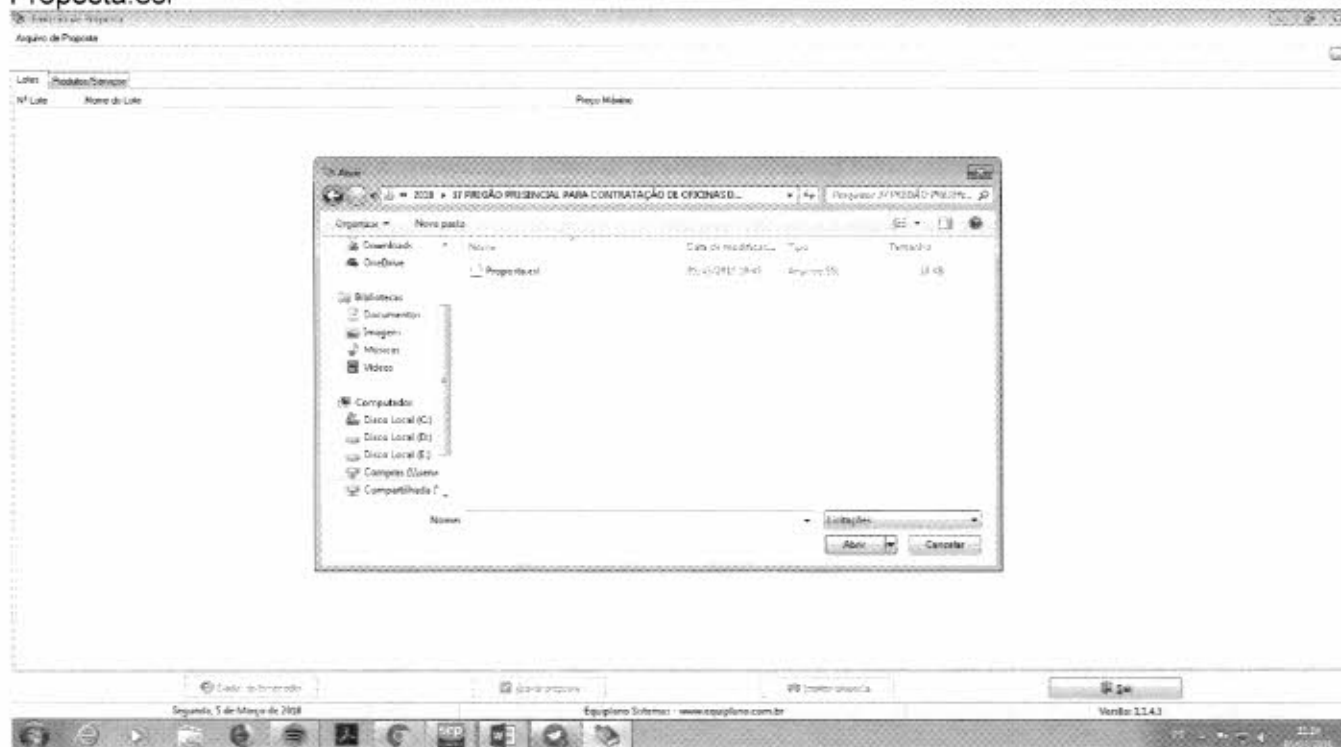 Proposta.esl
Arquivo de Proposta
Lotes Produtos/Serviços
Nº Lote Nome do Lote Preço Máximo
Abrir
2018 37 PREGÃO PRESENCIAL PARA CONTRATAÇÃO DE OFICINAS D...
Organizar Nova pasta
Downloads
OneDrive
Nome Data de modificaç... Tipo Tamanho
Proposta.esl
Bibliotecas
Documentos
Imagens
Músicas
Vídeos
Computador
Disco Local (C:)
Disco Local (D:)
Disco Local (E:)
Compras
Compartilhada
Nome:
Licitações
Abrir Cancelar
Sair
Segunda, 5 de Março de 2018 Equiplano Sistemas - www.equiplano.com.br Versão: 1.1.4.1